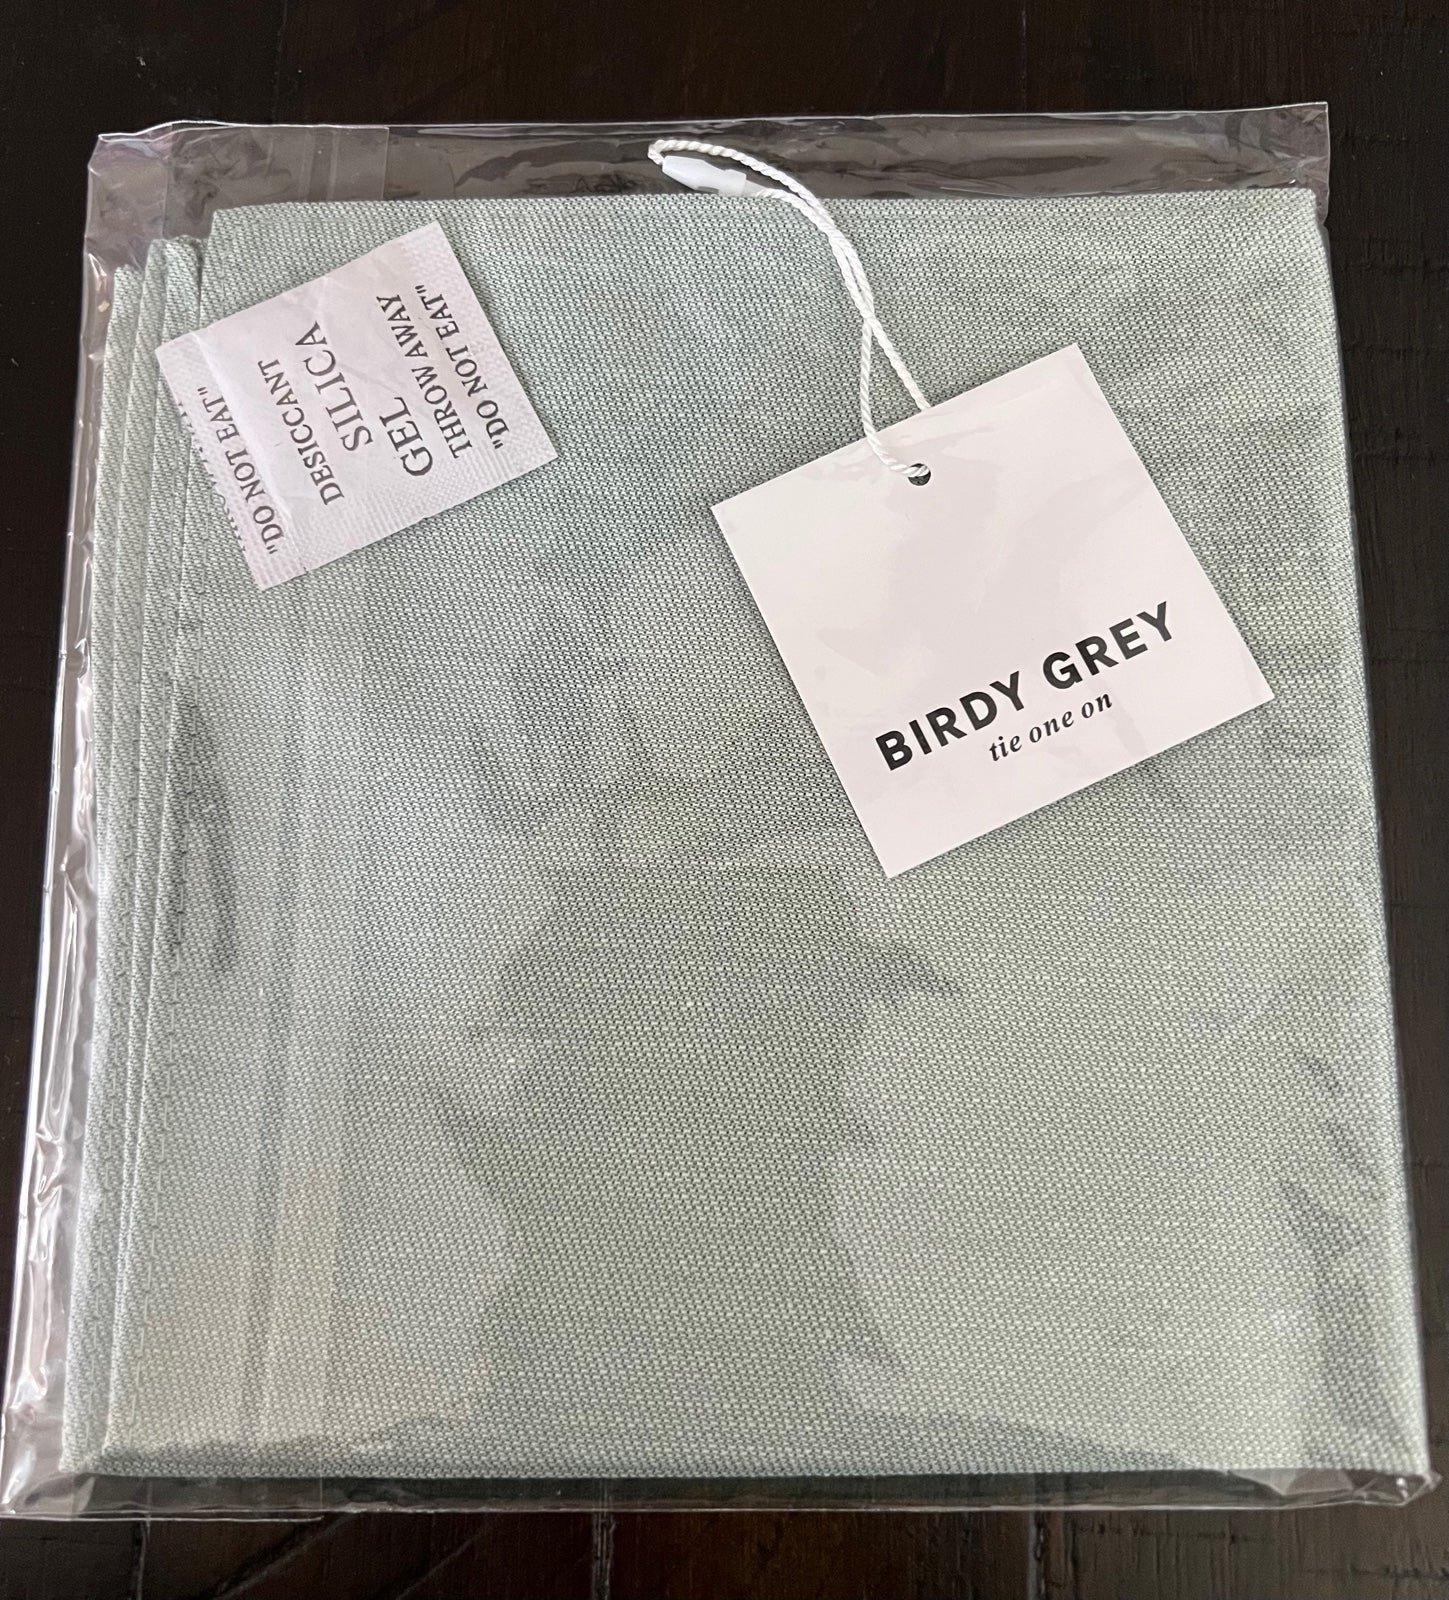 "DO NOT EAT"
DESICCANT
SILICA
GEL
THROW AWAY
"DO NOT EAT"
BIRDY GREY
tie one on